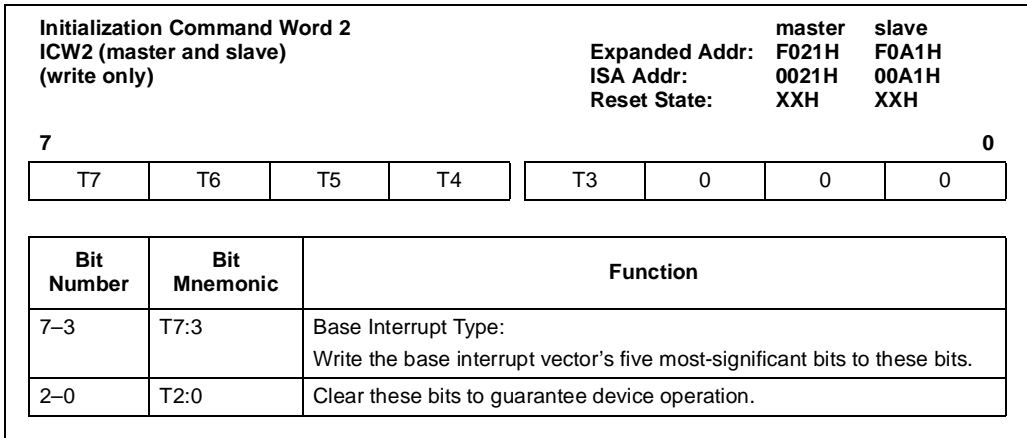 Initialization Command Word 2
ICW2 (master and slave)
(write only)
master slave
Expanded Addr: F021H F0A1H
ISA Addr: 0021H 00A1H
Reset State: XXH XXH
7 0
T7 T6 T5 T4 T3 0 0 0
Bit Number Bit Mnemonic Function
7–3 T7:3 Base Interrupt Type:
Write the base interrupt vector's five most-significant bits to these bits.
2–0 T2:0 Clear these bits to guarantee device operation.